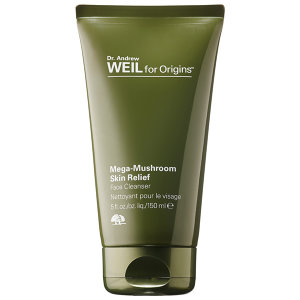 Dr. Andrew
WEIL for Origins™
Mega-Mushroom
Skin Relief
Face Cleanser
Nettoyant pour le visage
5 fl. oz. liq./150 ml e